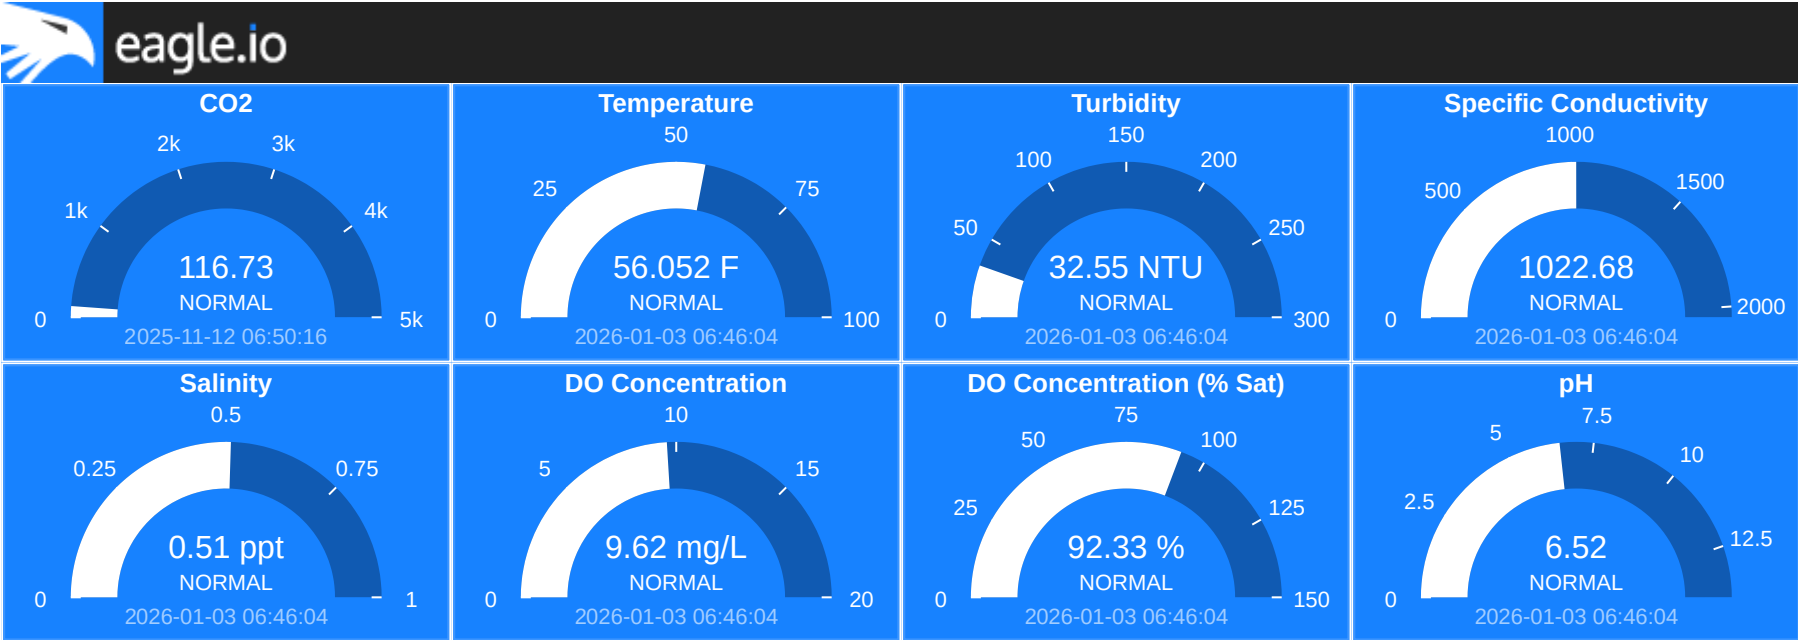 eagle.io
CO2
0
1k
2k
3k
4k
5k
116.73
NORMAL
2025-11-12 06:50:16
Temperature
0
25
50
75
100
56.052 F
NORMAL
2026-01-03 06:46:04
Turbidity
0
50
100
150
200
250
300
32.55 NTU
NORMAL
2026-01-03 06:46:04
Specific Conductivity
0
500
1000
1500
2000
1022.68
NORMAL
2026-01-03 06:46:04
Salinity
0
0.25
0.5
0.75
1
0.51 ppt
NORMAL
2026-01-03 06:46:04
DO Concentration
0
5
10
15
20
9.62 mg/L
NORMAL
2026-01-03 06:46:04
DO Concentration (% Sat)
0
25
50
75
100
125
150
92.33 %
NORMAL
2026-01-03 06:46:04
pH
0
2.5
5
7.5
10
12.5
6.52
NORMAL
2026-01-03 06:46:04